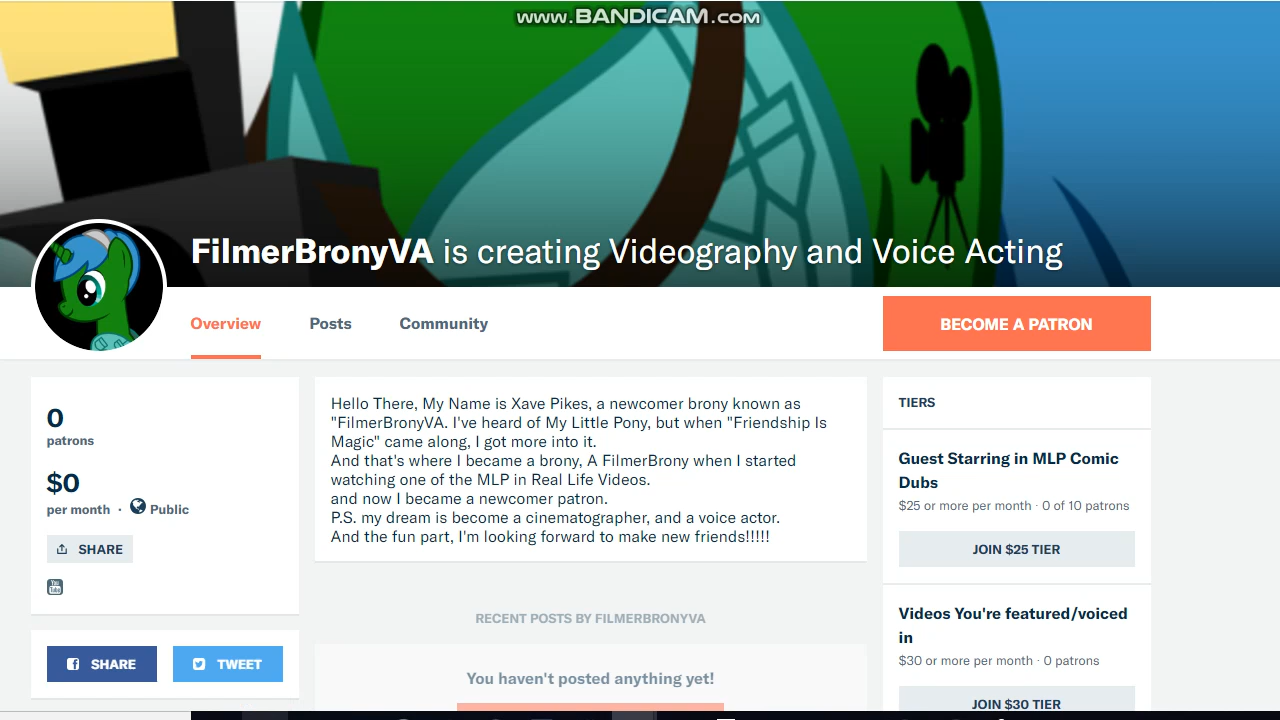 www.BANDICAM.com
FilmerBronyVA is creating Videography and Voice Acting
Overview
Posts
Community
BECOME A PATRON
0
patrons
$0
per month · Public
SHARE
You
Tube
SHARE
TWEET
Hello There, My Name is Xave Pikes, a newcomer brony known as
"FilmerBronyVA. I've heard of My Little Pony, but when "Friendship Is
Magic" came along, I got more into it.
And that's where I became a brony, A FilmerBrony when I started
watching one of the MLP in Real Life Videos.
and now I became a newcomer patron.
P.S. my dream is become a cinematographer, and a voice actor.
And the fun part, I'm looking forward to make new friends!!!!!
RECENT POSTS BY FILMERBRONYVA
You haven't posted anything yet!
TIERS
Guest Starring in MLP Comic
Dubs
$25 or more per month · 0 of 10 patrons
JOIN $25 TIER
Videos You're featured/voiced
in
$30 or more per month · 0 patrons
JOIN $30 TIER